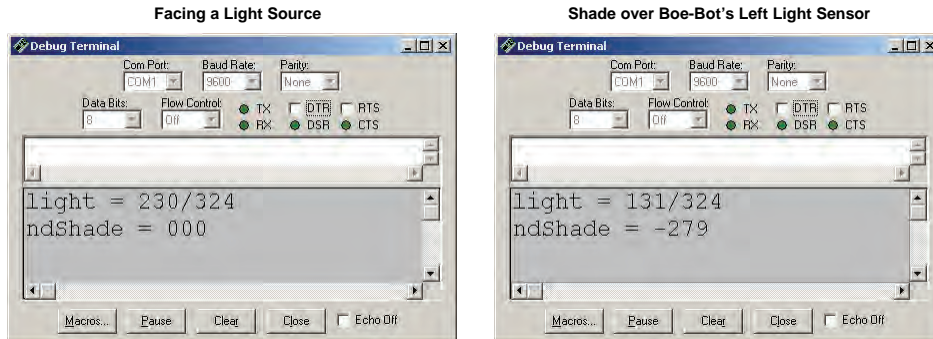 Facing a Light Source
Debug Terminal
Com Port: Baud Rate: Parity:
COM1 9600 None
Data Bits: Flow Control: TX DTR RTS
8 Off RX DSR CTS
light = 230/324
ndShade = 000
Macros... Pause Clear Close Echo Off
Shade over Boe-Bot's Left Light Sensor
Debug Terminal
Com Port: Baud Rate: Parity:
COM1 9600 None
Data Bits: Flow Control: TX DTR RTS
8 Off RX DSR CTS
light = 131/324
ndShade = -279
Macros... Pause Clear Close Echo Off